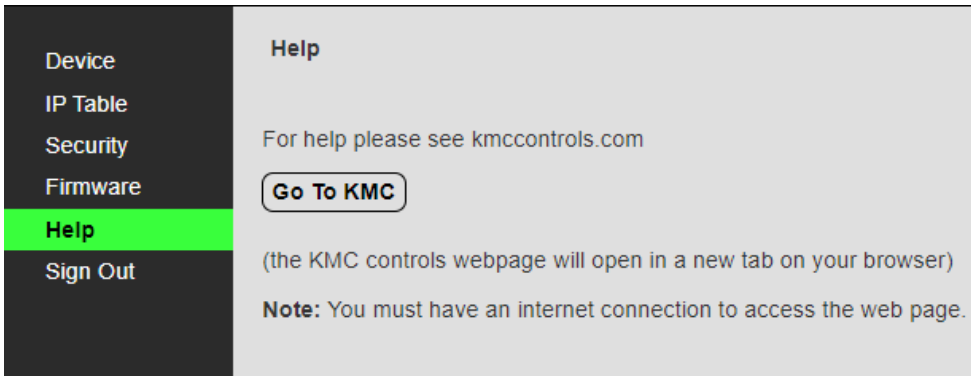 Device
IP Table
Security
Firmware
Help
Sign Out
Help
For help please see kmccontrols.com
Go To KMC
(the KMC controls webpage will open in a new tab on your browser)
Note: You must have an internet connection to access the web page.